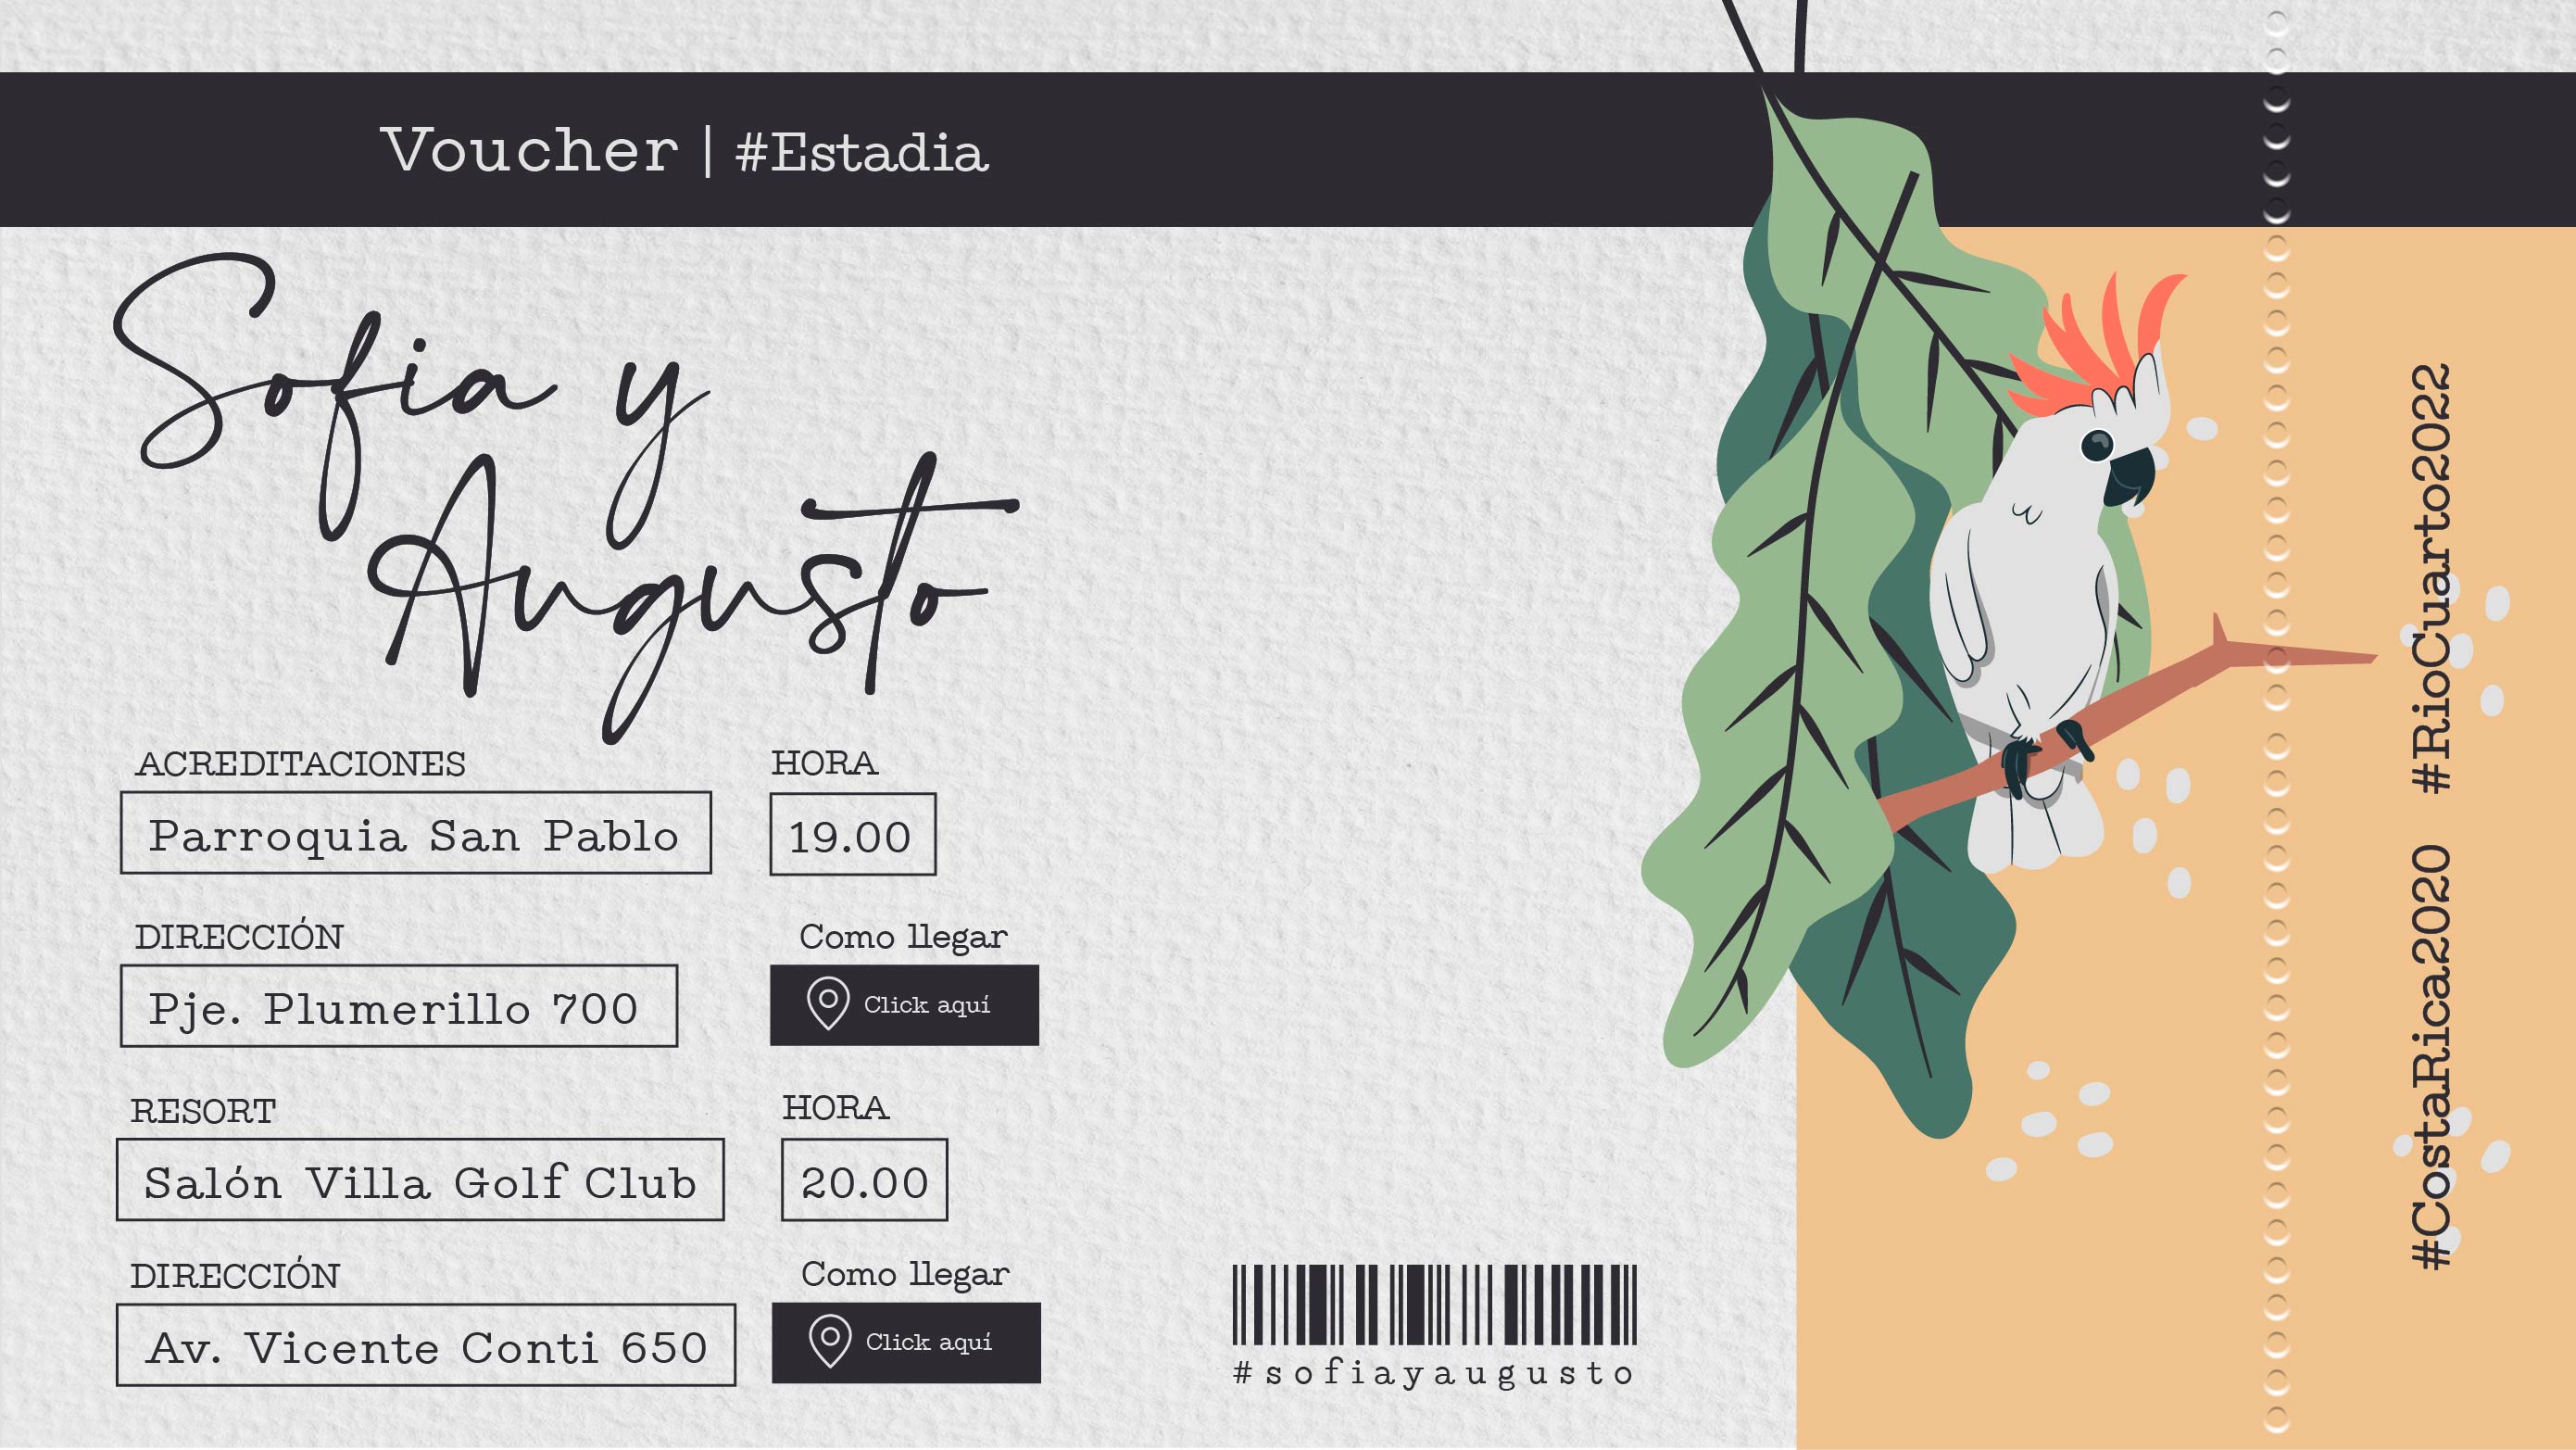 Voucher | #Estadia
Sofia y
Augusto
ACREDITACIONES
HORA
Parroquia San Pablo
19.00
DIRECCIÓN
Como llegar
Pje. Plumerillo 700
Click aquí
RESORT
HORA
Salón Villa Golf Club
20.00
DIRECCIÓN
Como llegar
Av. Vicente Conti 650
Click aquí
#sofiayaugusto
#CostaRica2020 #RioCuarto2022